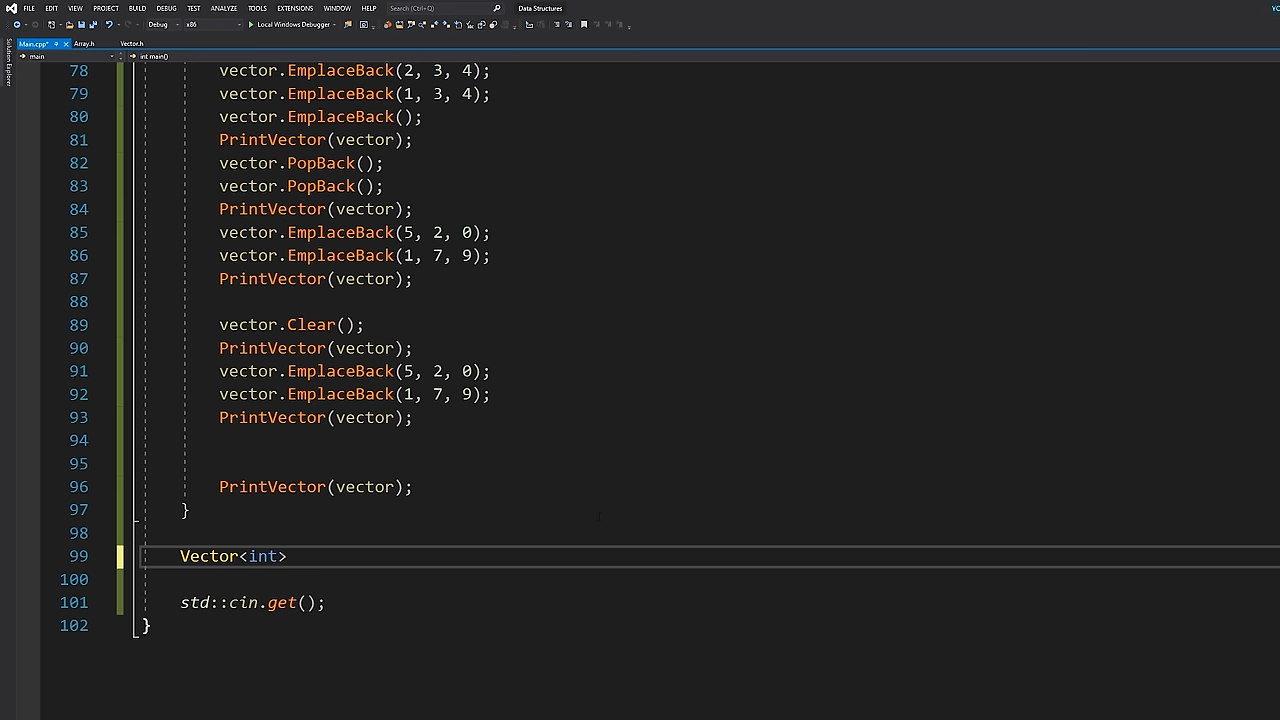 FILE EDIT VIEW PROJECT BUILD DEBUG TEST ANALYZE TOOLS EXTENSIONS WINDOW HELP Search (Ctrl+Q) Data Structures
Debug x86 Local Windows Debugger
Main.cpp* Array.h Vector.h
main int main()
Solution Explorer
78 vector.EmplaceBack(2, 3, 4);
79 vector.EmplaceBack(1, 3, 4);
80 vector.EmplaceBack();
81 PrintVector(vector);
82 vector.PopBack();
83 vector.PopBack();
84 PrintVector(vector);
85 vector.EmplaceBack(5, 2, 0);
86 vector.EmplaceBack(1, 7, 9);
87 PrintVector(vector);
88
89 vector.Clear();
90 PrintVector(vector);
91 vector.EmplaceBack(5, 2, 0);
92 vector.EmplaceBack(1, 7, 9);
93 PrintVector(vector);
94
95
96 PrintVector(vector);
97 }
98
99 Vector<int>
100
101 std::cin.get();
102 }